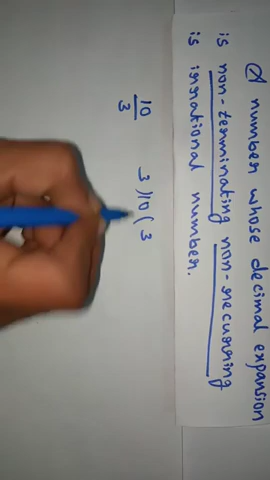 A number whose decimal expansion
is non-terminating non-recurring
is irrational number.
10/3
3)10(3